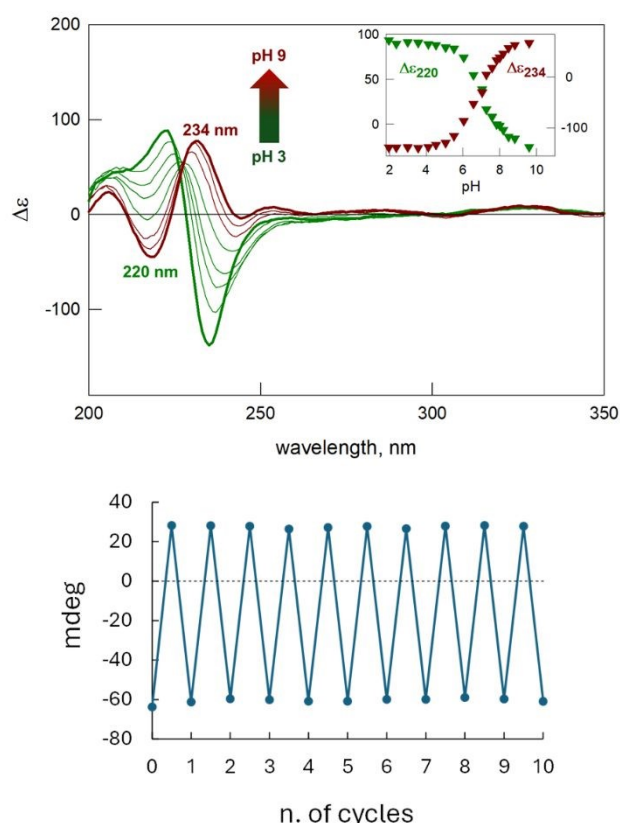 200
100
0
-100
Δε
200
250
300
350
wavelength, nm
pH 9
pH 3
234 nm
220 nm
100
50
0
0
-100
Δε220
Δε234
2
4
6
8
10
pH
40
20
0
-20
-40
-60
-80
mdeg
0 1 2 3 4 5 6 7 8 9 10
n. of cycles